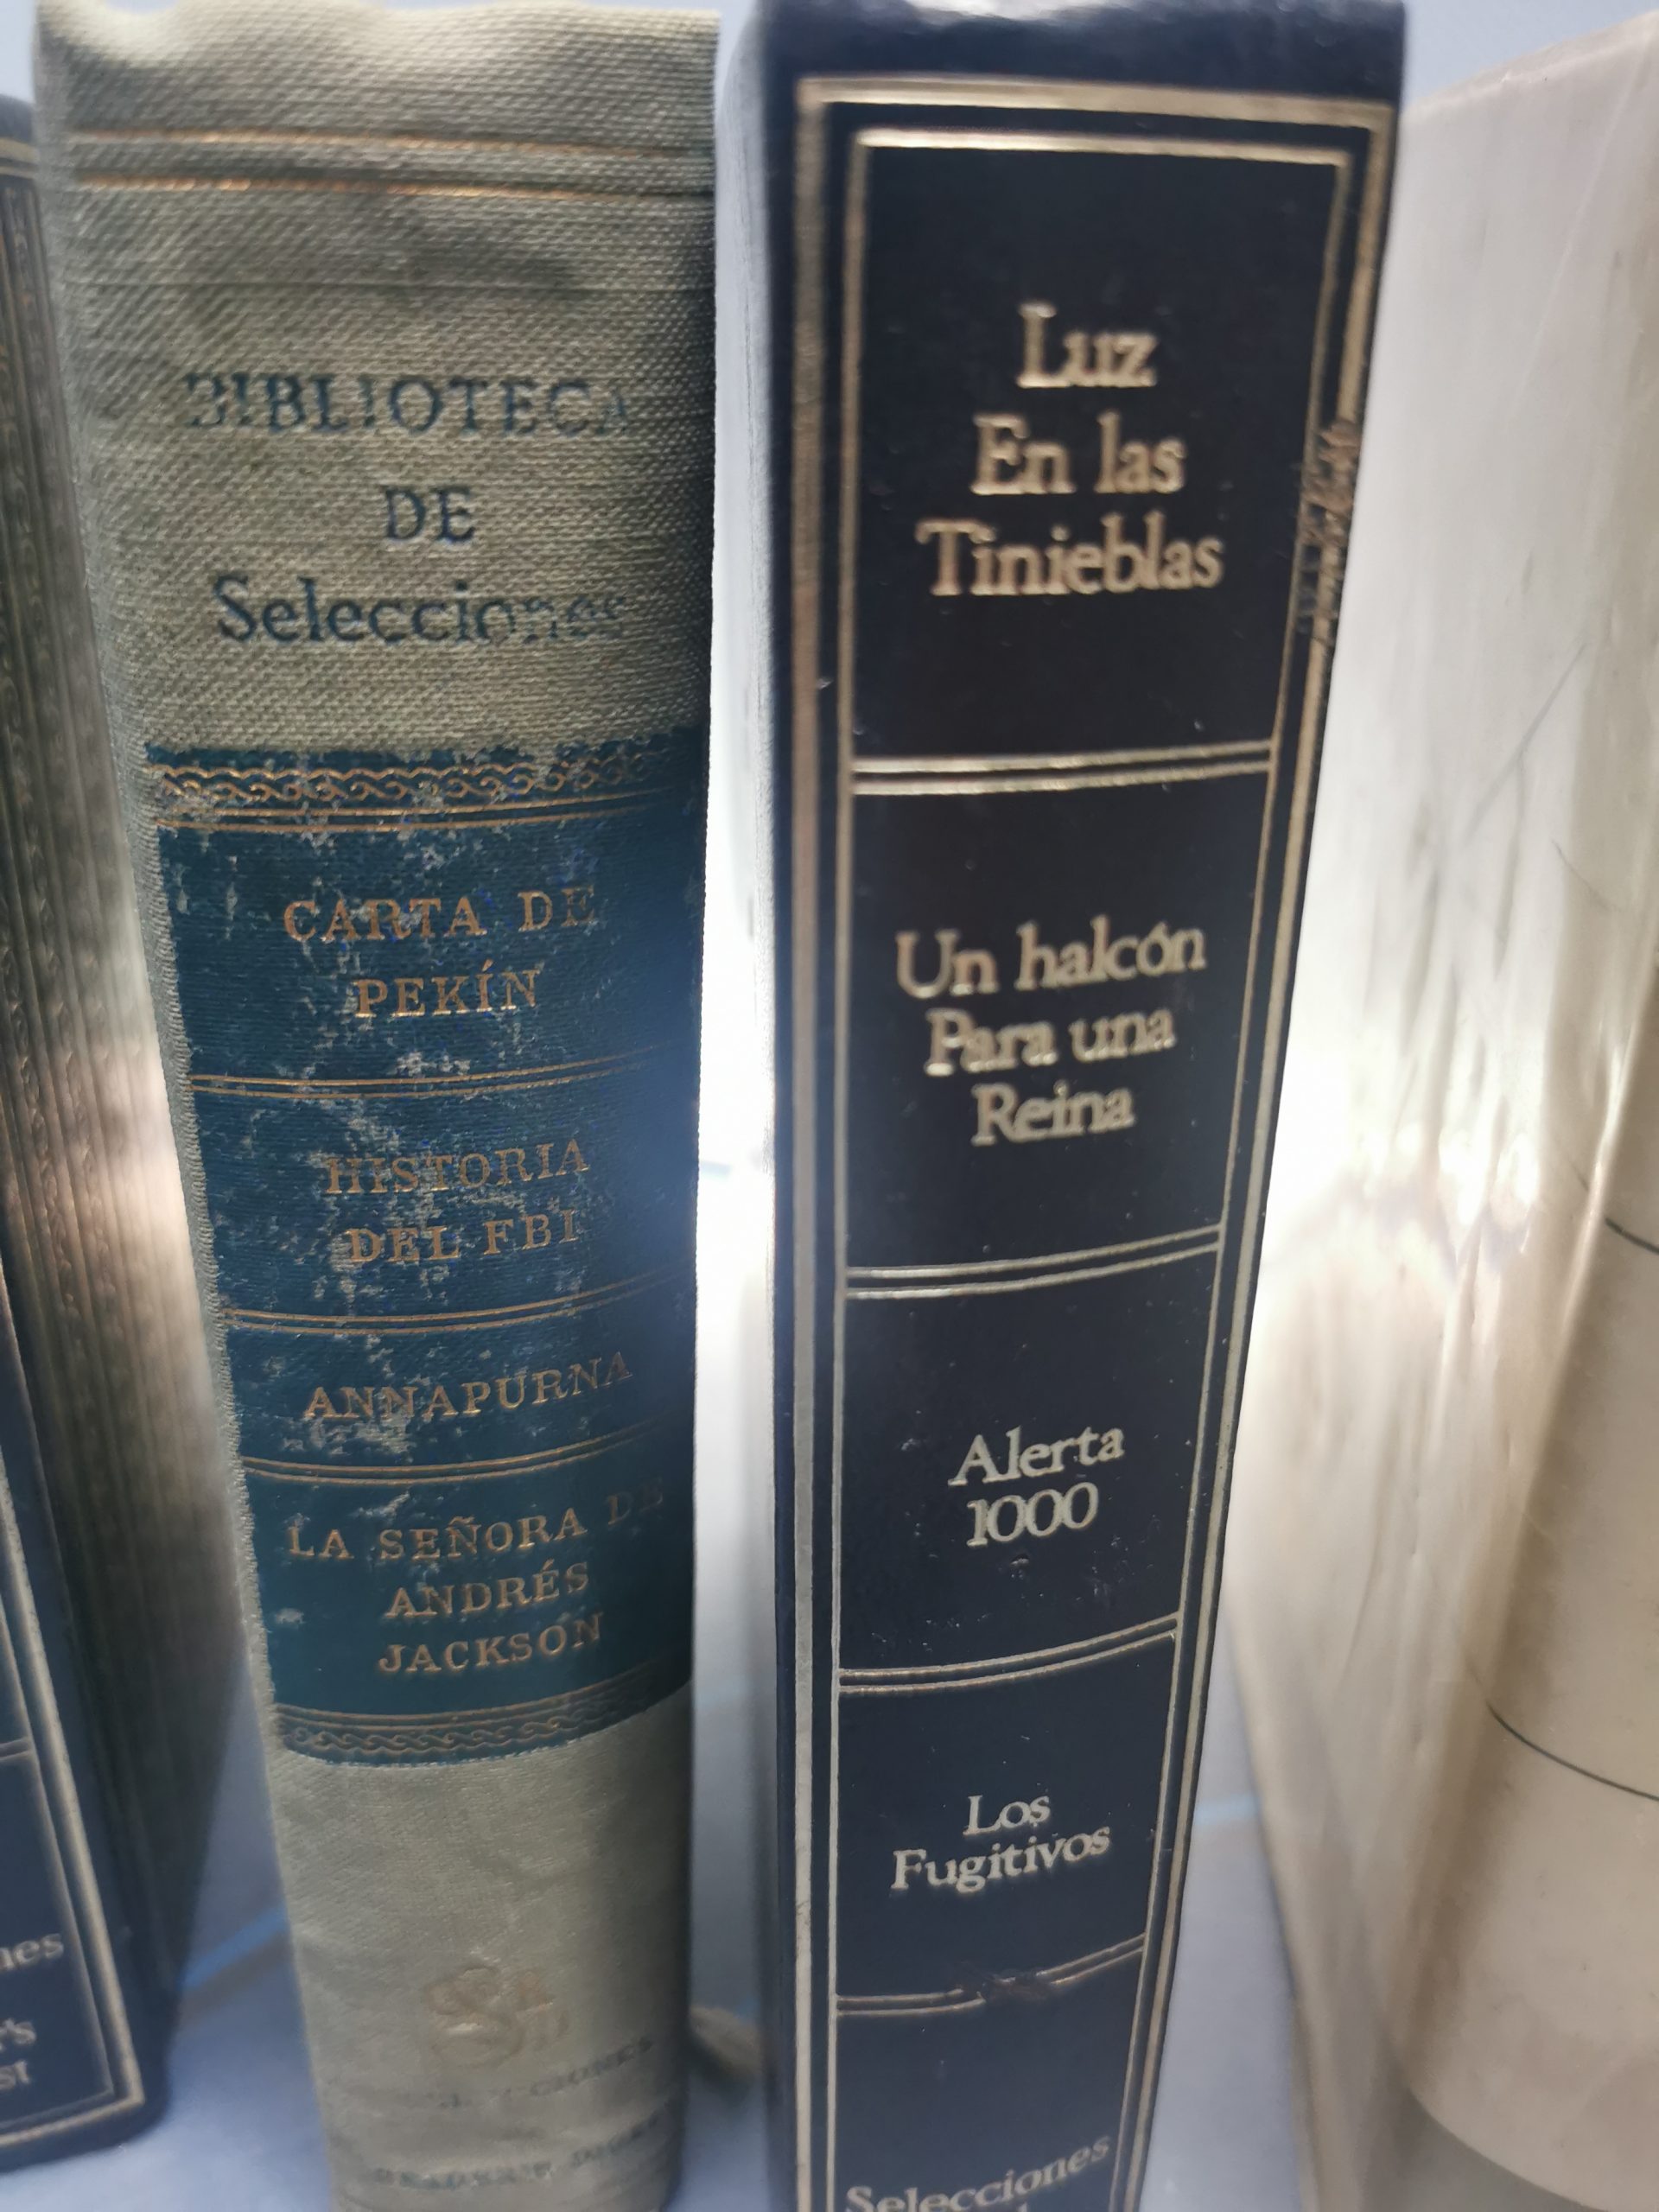 BIBLIOTECA
DE
Selecciones
CARTA DE
PEKÍN
HISTORIA
DEL FBI
ANNAPURNA
LA SEÑORA DE
ANDRÉS
JACKSON
Luz
En las
Tinieblas
Un halcón
Para una
Reina
Alerta
1000
Los
Fugitivos
Selecciones